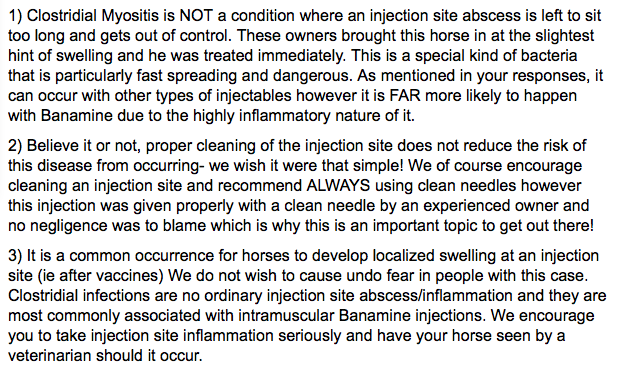 1) Clostridial Myositis is NOT a condition where an injection site abscess is left to sit
too long and gets out of control. These owners brought this horse in at the slightest
hint of swelling and he was treated immediately. This is a special kind of bacteria
that is particularly fast spreading and dangerous. As mentioned in your responses, it
can occur with other types of injectables however it is FAR more likely to happen
with Banamine due to the highly inflammatory nature of it.
2) Believe it or not, proper cleaning of the injection site does not reduce the risk of
this disease from occurring- we wish it were that simple! We of course encourage
cleaning an injection site and recommend ALWAYS using clean needles however
this injection was given properly with a clean needle by an experienced owner and
no negligence was to blame which is why this is an important topic to get out there!
3) It is a common occurrence for horses to develop localized swelling at an injection
site (ie after vaccines) We do not wish to cause undo fear in people with this case.
Clostridial infections are no ordinary injection site abscess/inflammation and they are
most commonly associated with intramuscular Banamine injections. We encourage
you to take injection site inflammation seriously and have your horse seen by a
veterinarian should it occur.